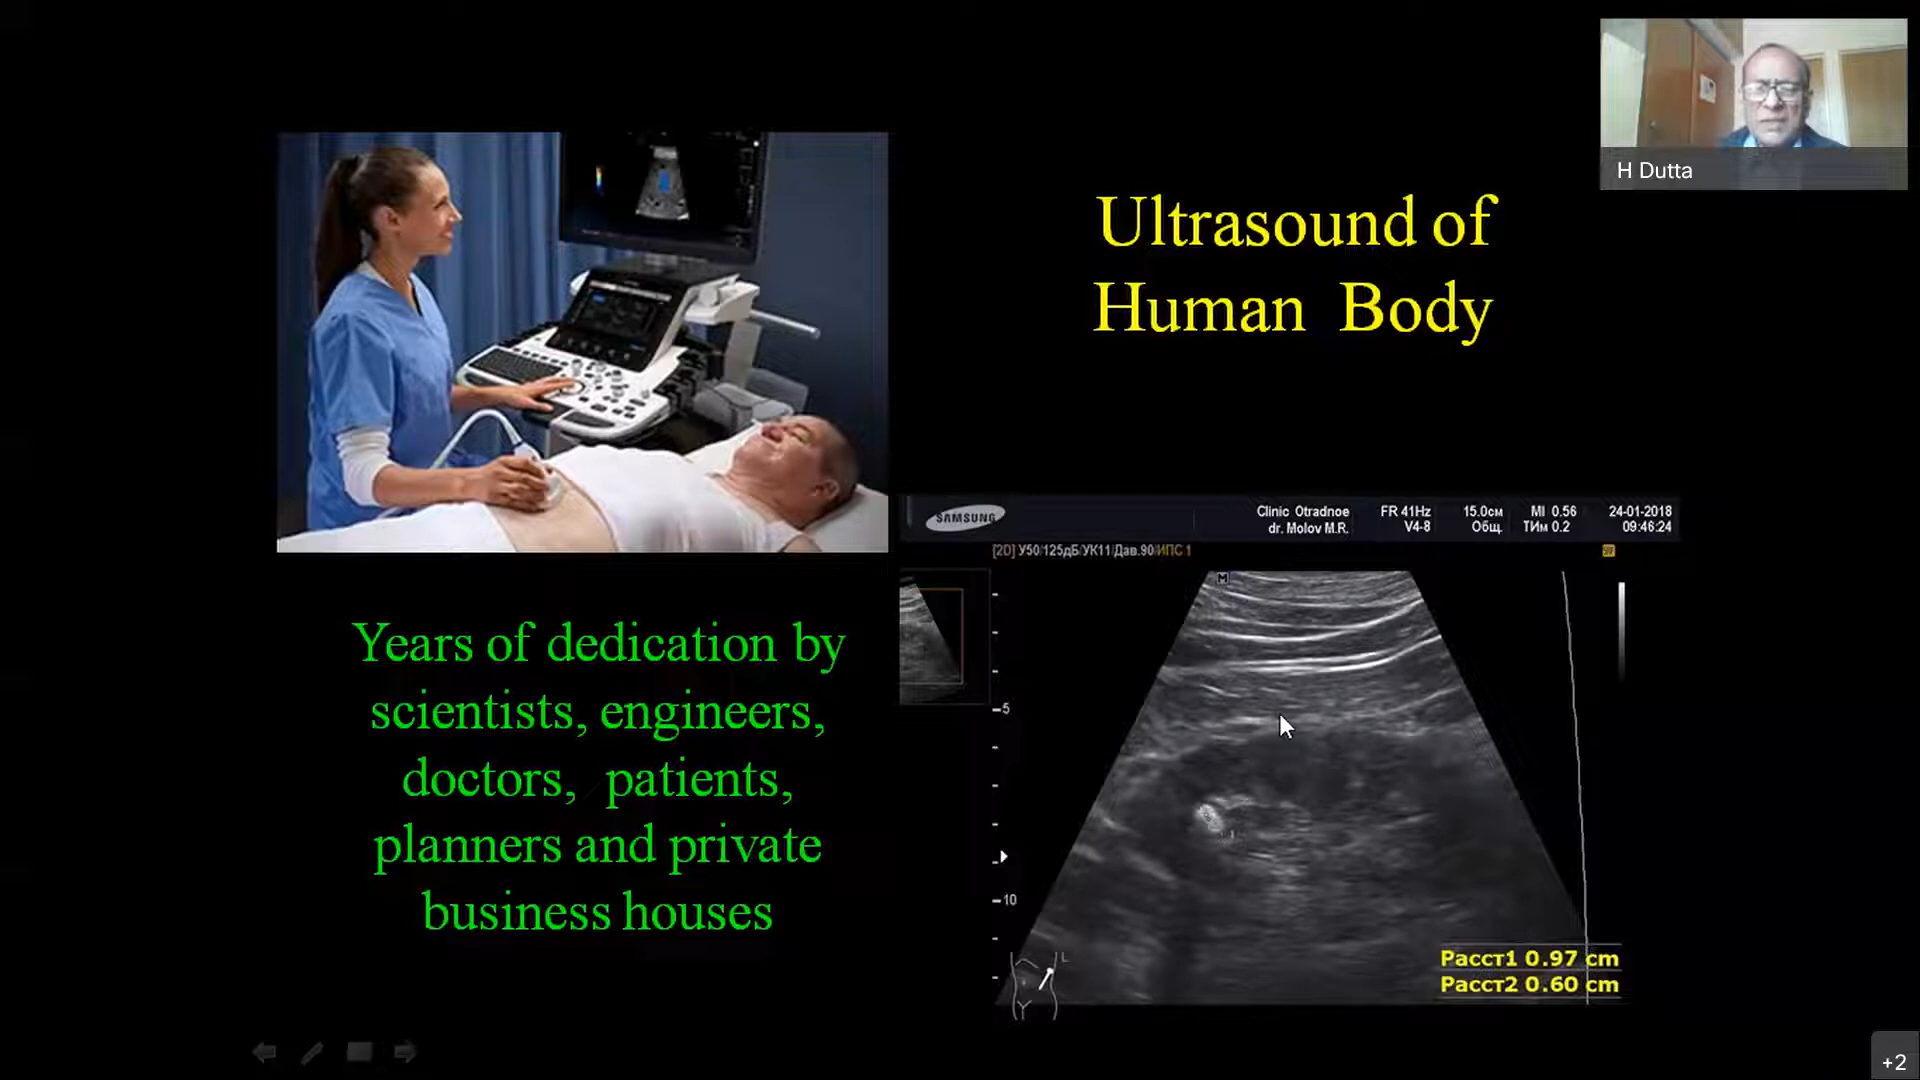 H Dutta
Ultrasound of
Human Body
Years of dedication by
scientists, engineers,
doctors, patients,
planners and private
business houses
SAMSUNG
Clinic Otradnoe
dr. Molov M.R.
FR 41Hz
V4-8
15.0см
Общ.
MI 0.56
ТИм 0.2
24-01-2018
09:46:24
[2D] У50/125дБ/УК11/Дав.90/ИПС 1
M
5
10
1
L
Расст1 0.97 cm
Расст2 0.60 cm
+2